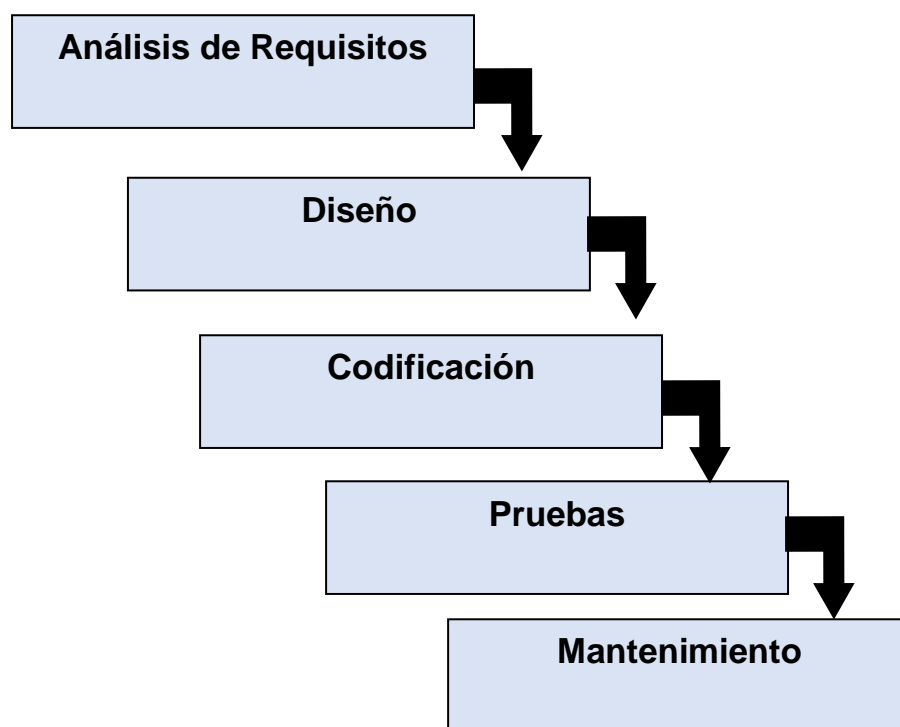 Análisis de Requisitos
Diseño
Codificación
Pruebas
Mantenimiento